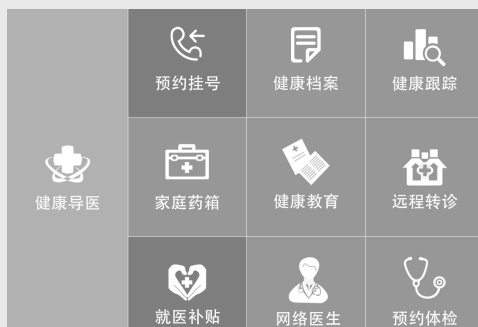 预约挂号
健康档案
健康跟踪
健康导医
家庭药箱
健康教育
远程转诊
就医补贴
网络医生
预约体检